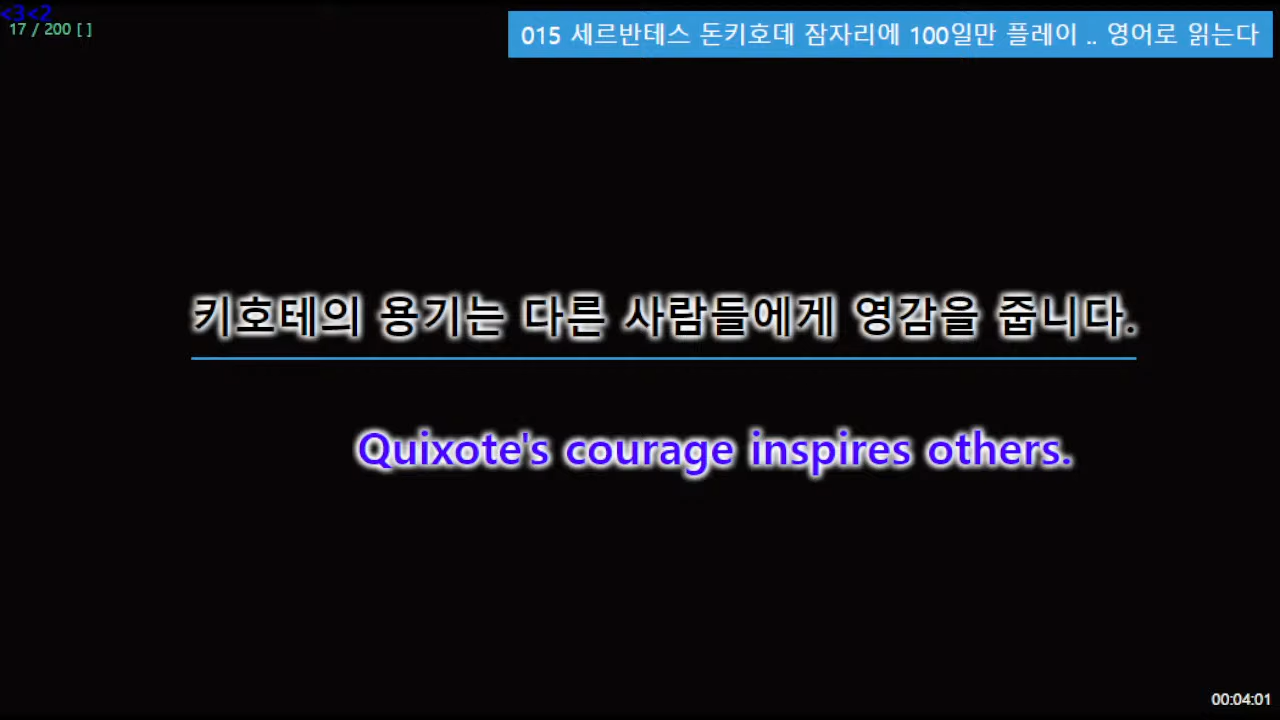 <3<2
17 / 200 [ ]
015 세르반테스 돈키호데 잠자리에 100일만 플레이 .. 영어로 읽는다
키호테의 용기는 다른 사람들에게 영감을 줍니다.
Quixote's courage inspires others.
00:04:01